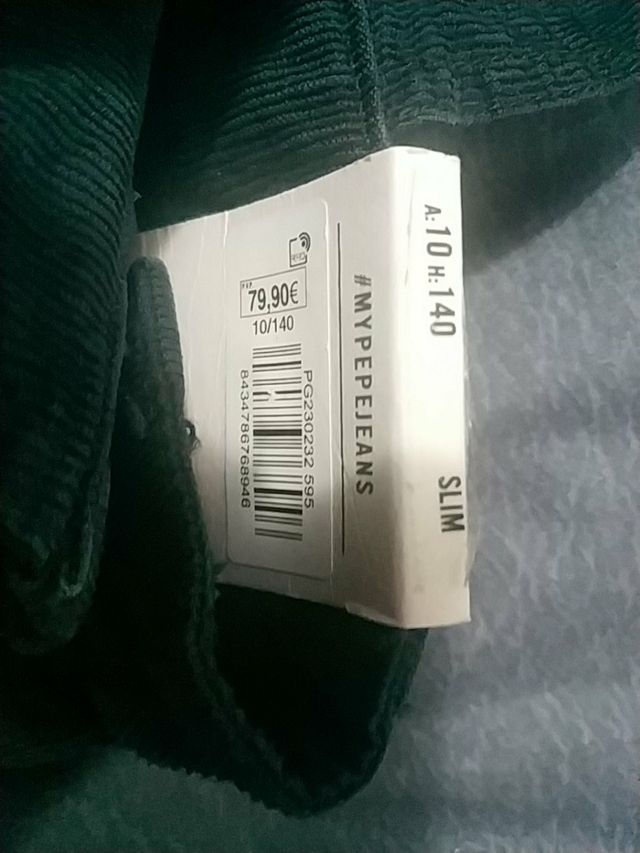 A: 10 H: 140
SLIM
#MYPEPEJEANS
79,90€
10/140
PG230232 595
8434786768946